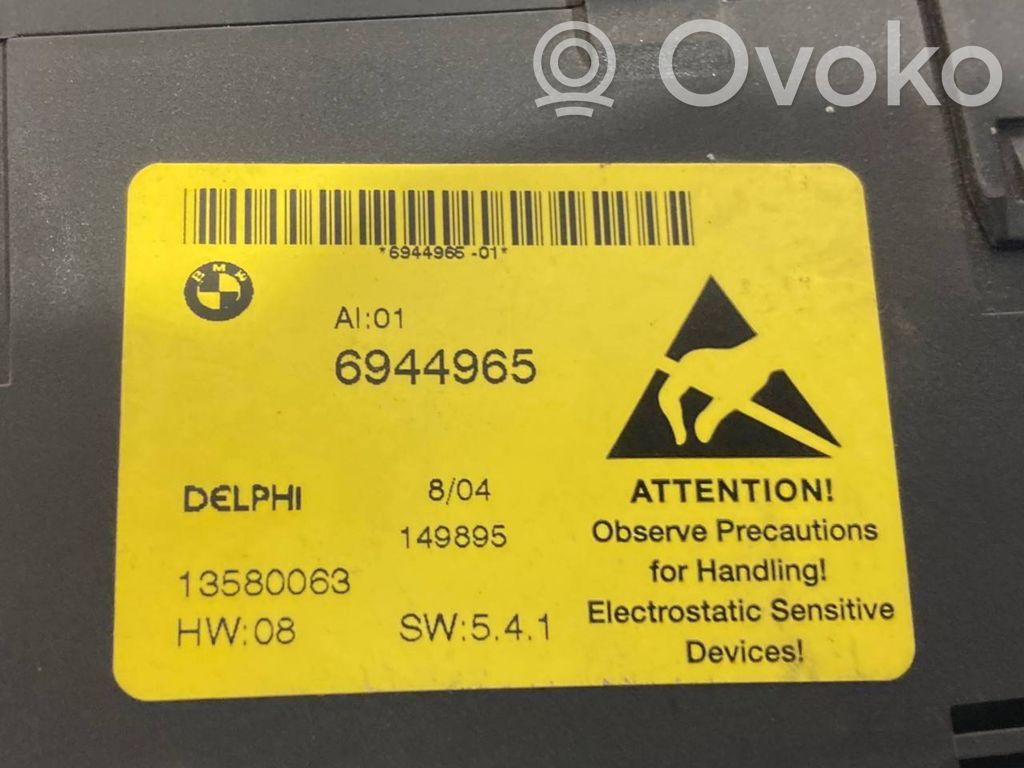 Ovoko
*6944965-01*
BMW
AI:01
6944965
DELPHI
8/04
149895
13580063
HW:08
SW:5.4.1
ATTENTION!
Observe Precautions
for Handling!
Electrostatic Sensitive
Devices!